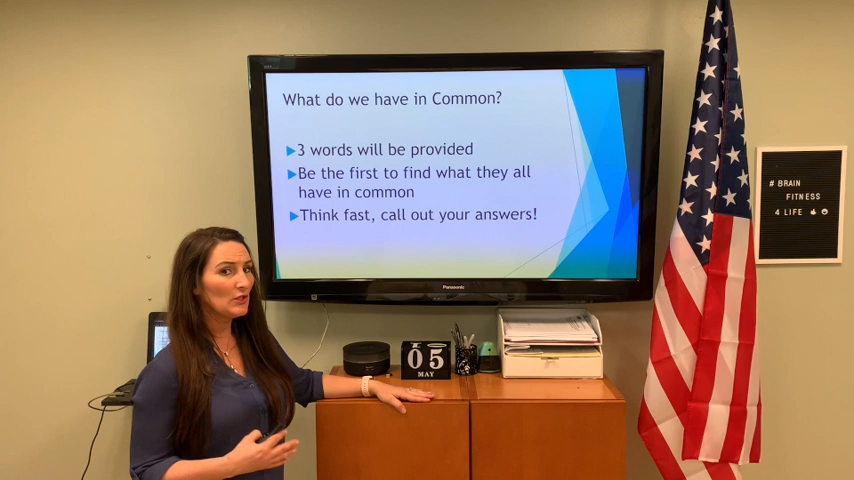 What do we have in Common?
3 words will be provided
Be the first to find what they all
have in common
Think fast, call out your answers!
Panasonic
# BRAIN
FITNESS
4 LIFE
05
MAY